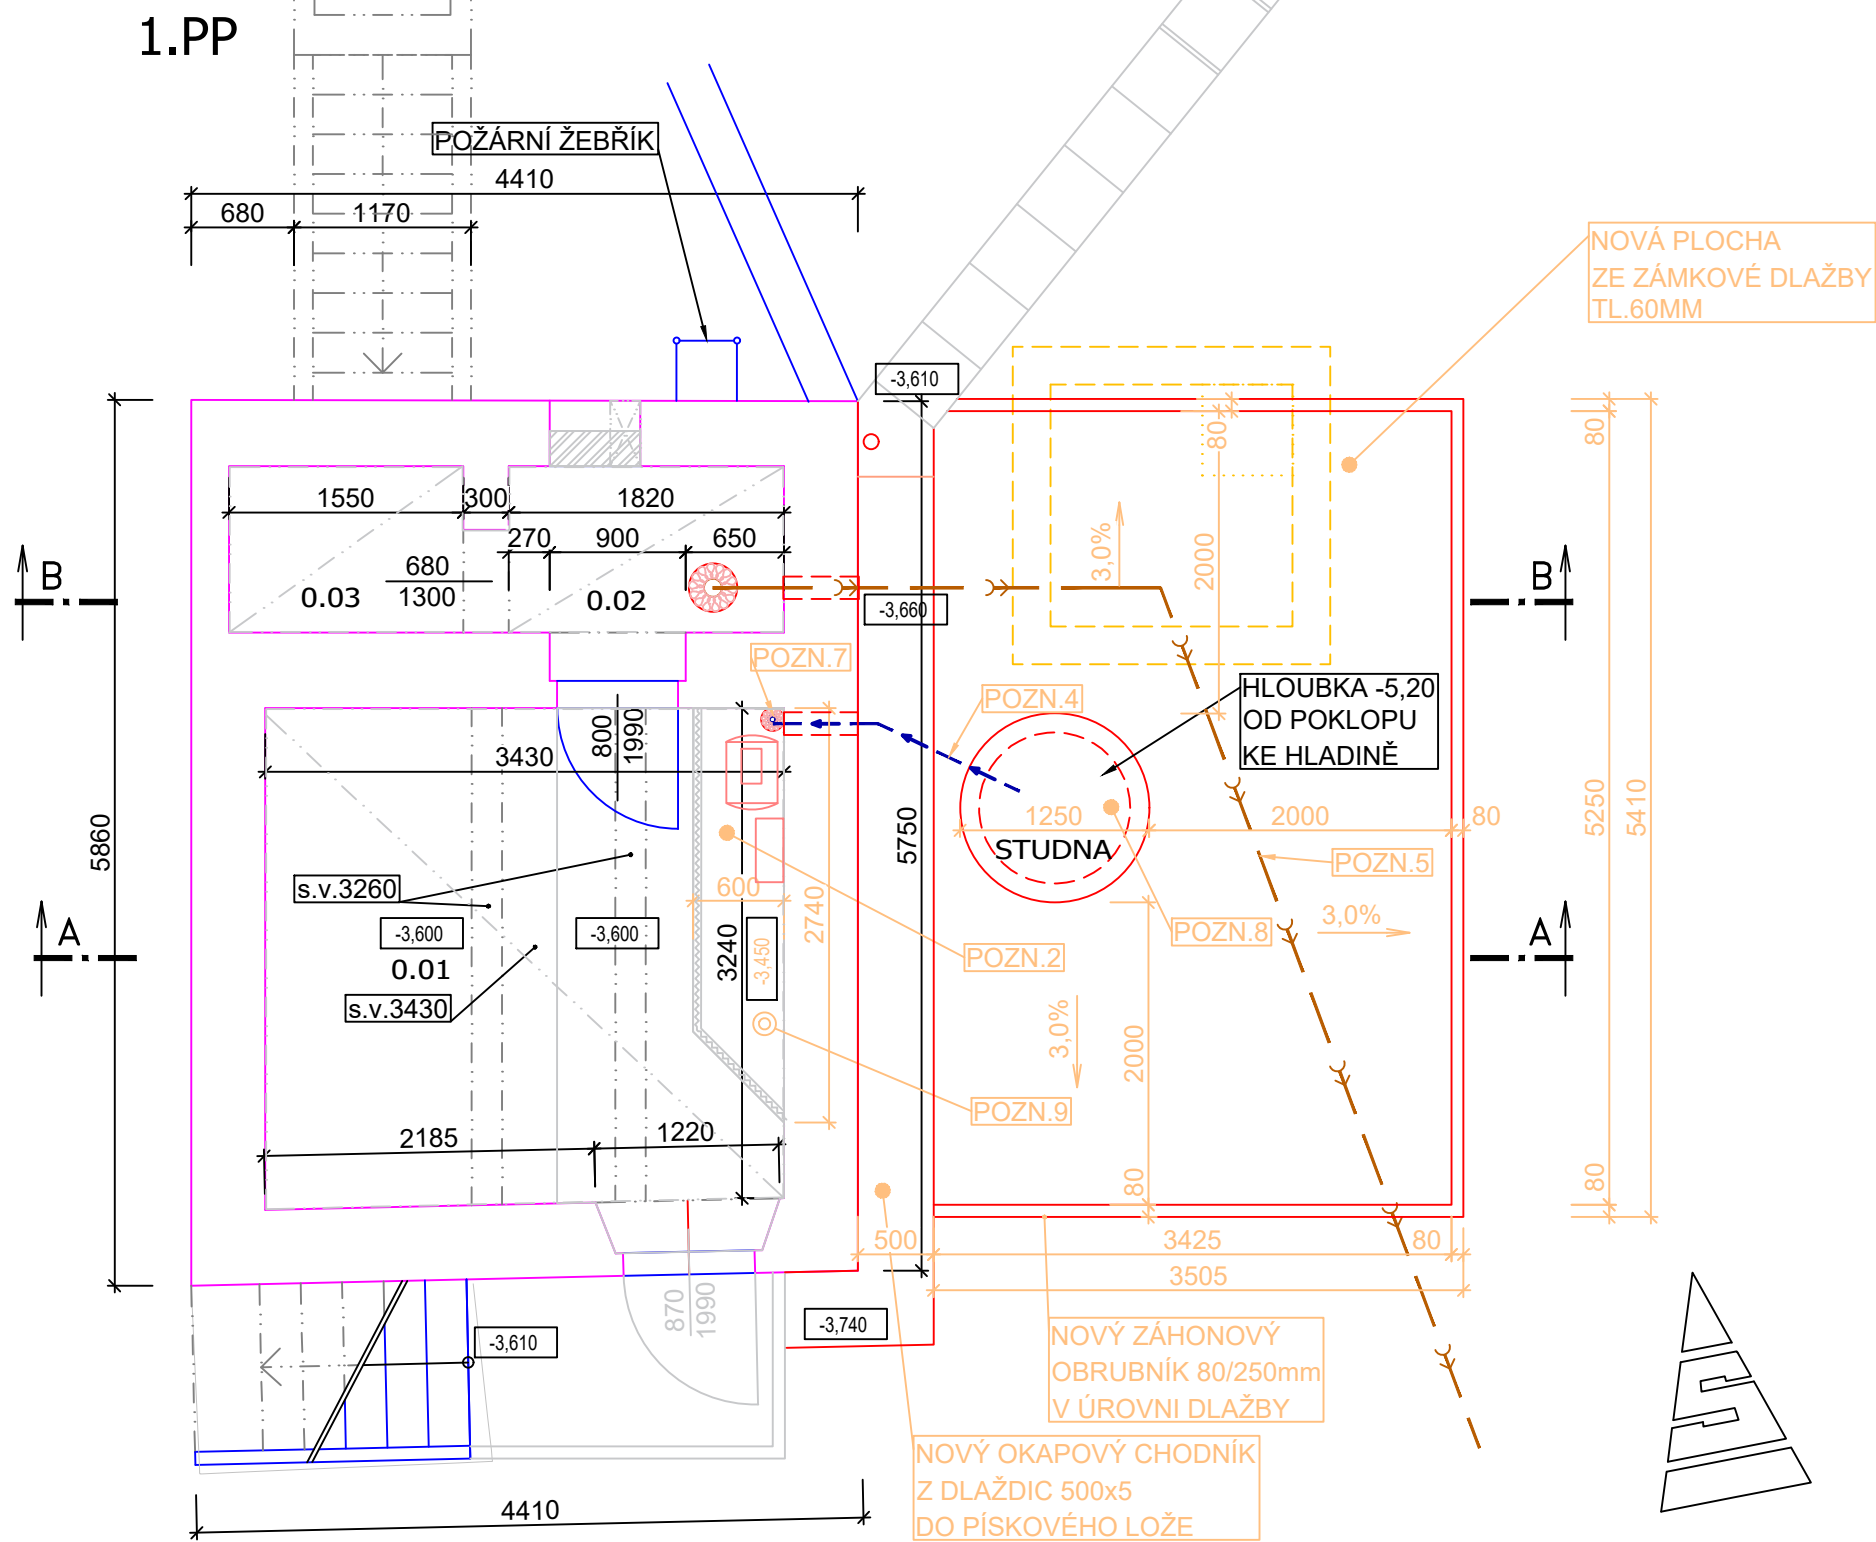 1.PP
POŽÁRNÍ ŽEBŘÍK
4410
680
1170
NOVÁ PLOCHA
ZE ZÁMKOVÉ DLAŽBY
TL.60MM
-3,610
80
80
1550
300
1820
270
900
650
680
1300
0.03
0.02
B
B
3,0%
2000
-3,660
POZN.7
POZN.4
HLOUBKA -5,20
OD POKLOPU
KE HLADINĚ
800
1990
3430
5860
5750
1250
2000
80
5250
5410
STUDNA
POZN.5
s.v.3260
600
2740
-3,600
-3,600
3240
-3,450
POZN.8
3,0%
A
A
0.01
POZN.2
s.v.3430
3,0%
2000
POZN.9
2185
1220
80
80
500
3425
80
3505
870
1990
-3,740
-3,610
NOVÝ ZÁHONOVÝ
OBRUBNÍK 80/250mm
V ÚROVNI DLAŽBY
NOVÝ OKAPOVÝ CHODNÍK
Z DLAŽDIC 500x5
DO PÍSKOVÉHO LOŽE
4410
S